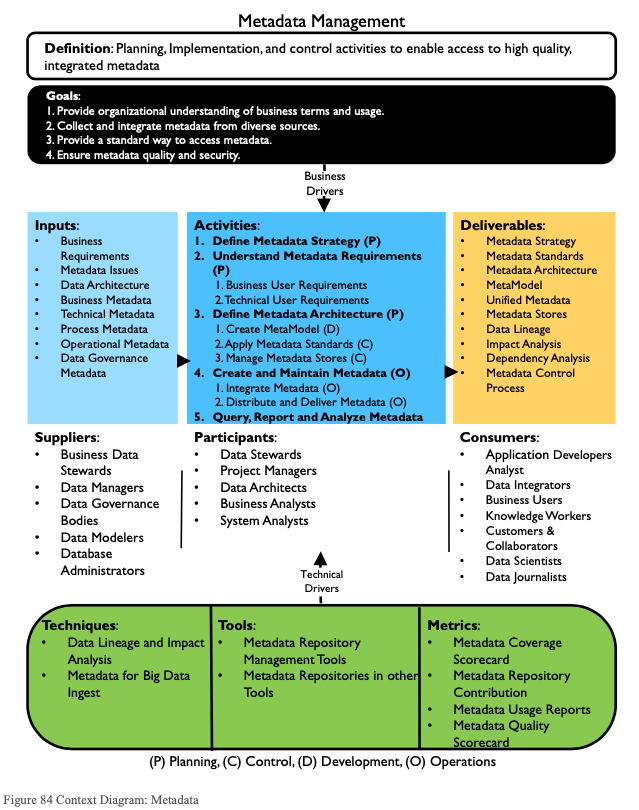 Metadata Management
Definition: Planning, Implementation, and control activities to enable access to high quality,
integrated metadata
Goals:
1. Provide organizational understanding of business terms and usage.
2. Collect and integrate metadata from diverse sources.
3. Provide a standard way to access metadata.
4. Ensure metadata quality and security.
Business
Drivers
Inputs:
• Business
Requirements
• Metadata Issues
• Data Architecture
• Business Metadata
• Technical Metadata
• Process Metadata
• Operational Metadata
• Data Governance
Metadata
Activities:
1. Define Metadata Strategy (P)
2. Understand Metadata Requirements
(P)
1. Business User Requirements
2. Technical User Requirements
3. Define Metadata Architecture (P)
1. Create MetaModel (D)
2. Apply Metadata Standards (C)
3. Manage Metadata Stores (C)
4. Create and Maintain Metadata (O)
1. Integrate Metadata (O)
2. Distribute and Deliver Metadata (O)
5. Query, Report and Analyze Metadata
Deliverables:
• Metadata Strategy
• Metadata Standards
• Metadata Architecture
• MetaModel
• Unified Metadata
• Metadata Stores
• Data Lineage
• Impact Analysis
• Dependency Analysis
• Metadata Control
Process
Suppliers:
• Business Data
Stewards
• Data Managers
• Data Governance
Bodies
• Data Modelers
• Database
Administrators
Participants:
• Data Stewards
• Project Managers
• Data Architects
• Business Analysts
• System Analysts
Consumers:
• Application Developers
Analyst
• Data Integrators
• Business Users
• Knowledge Workers
• Customers &
Collaborators
• Data Scientists
• Data Journalists
Technical
Drivers
Techniques:
• Data Lineage and Impact
Analysis
• Metadata for Big Data
Ingest
Tools:
• Metadata Repository
Management Tools
• Metadata Repositories in other
Tools
Metrics:
• Metadata Coverage
Scorecard
• Metadata Repository
Contribution
• Metadata Usage Reports
• Metadata Quality
Scorecard
(P) Planning, (C) Control, (D) Development, (O) Operations
Figure 84 Context Diagram: Metadata